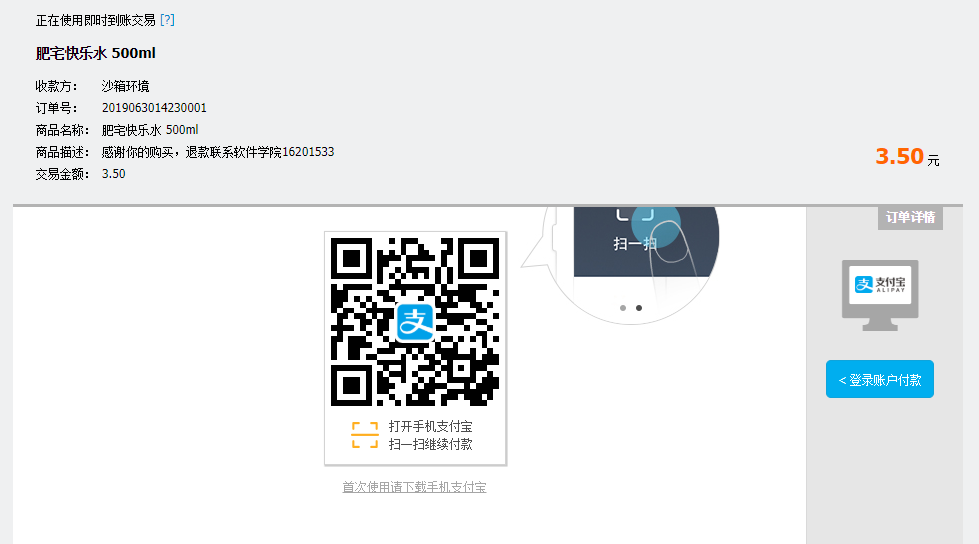 正在使用即时到账交易 [?]
肥宅快乐水 500ml
收款方： 沙箱环境
订单号： 2019063014230001
商品名称： 肥宅快乐水 500ml
商品描述： 感谢你的购买，退款联系软件学院16201533
3.50 元
交易金额： 3.50
订单详情
扫一扫
支付宝
ALIPAY
支
< 登录账户付款
打开手机支付宝
扫一扫继续付款
首次使用请下载手机支付宝